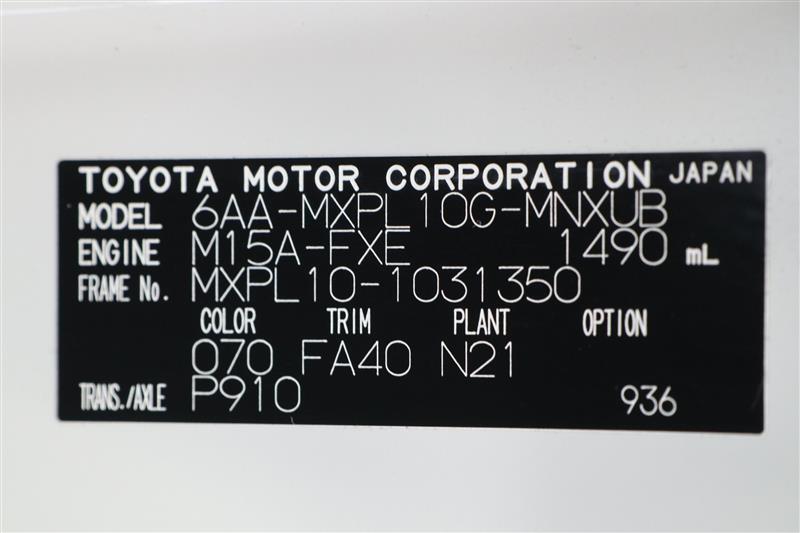 TOYOTA MOTOR CORPORATION JAPAN
MODEL 6AA-MXPL10G-MNXUB
ENGINE M15A-FXE 1490 mL
FRAME No. MXPL10-1031350
COLOR TRIM PLANT OPTION
070 FA40 N21
TRANS./AXLE P910 936